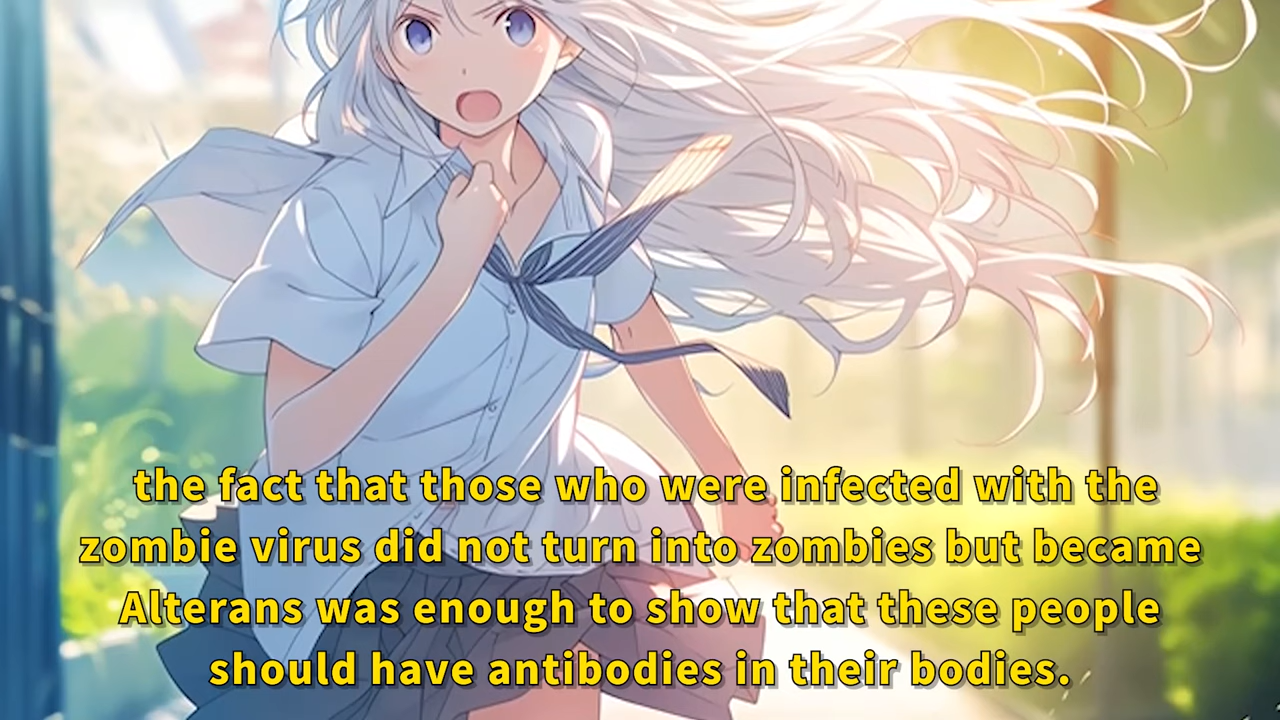 the fact that those who were infected with the
zombie virus did not turn into zombies but became
Alterans was enough to show that these people
should have antibodies in their bodies.